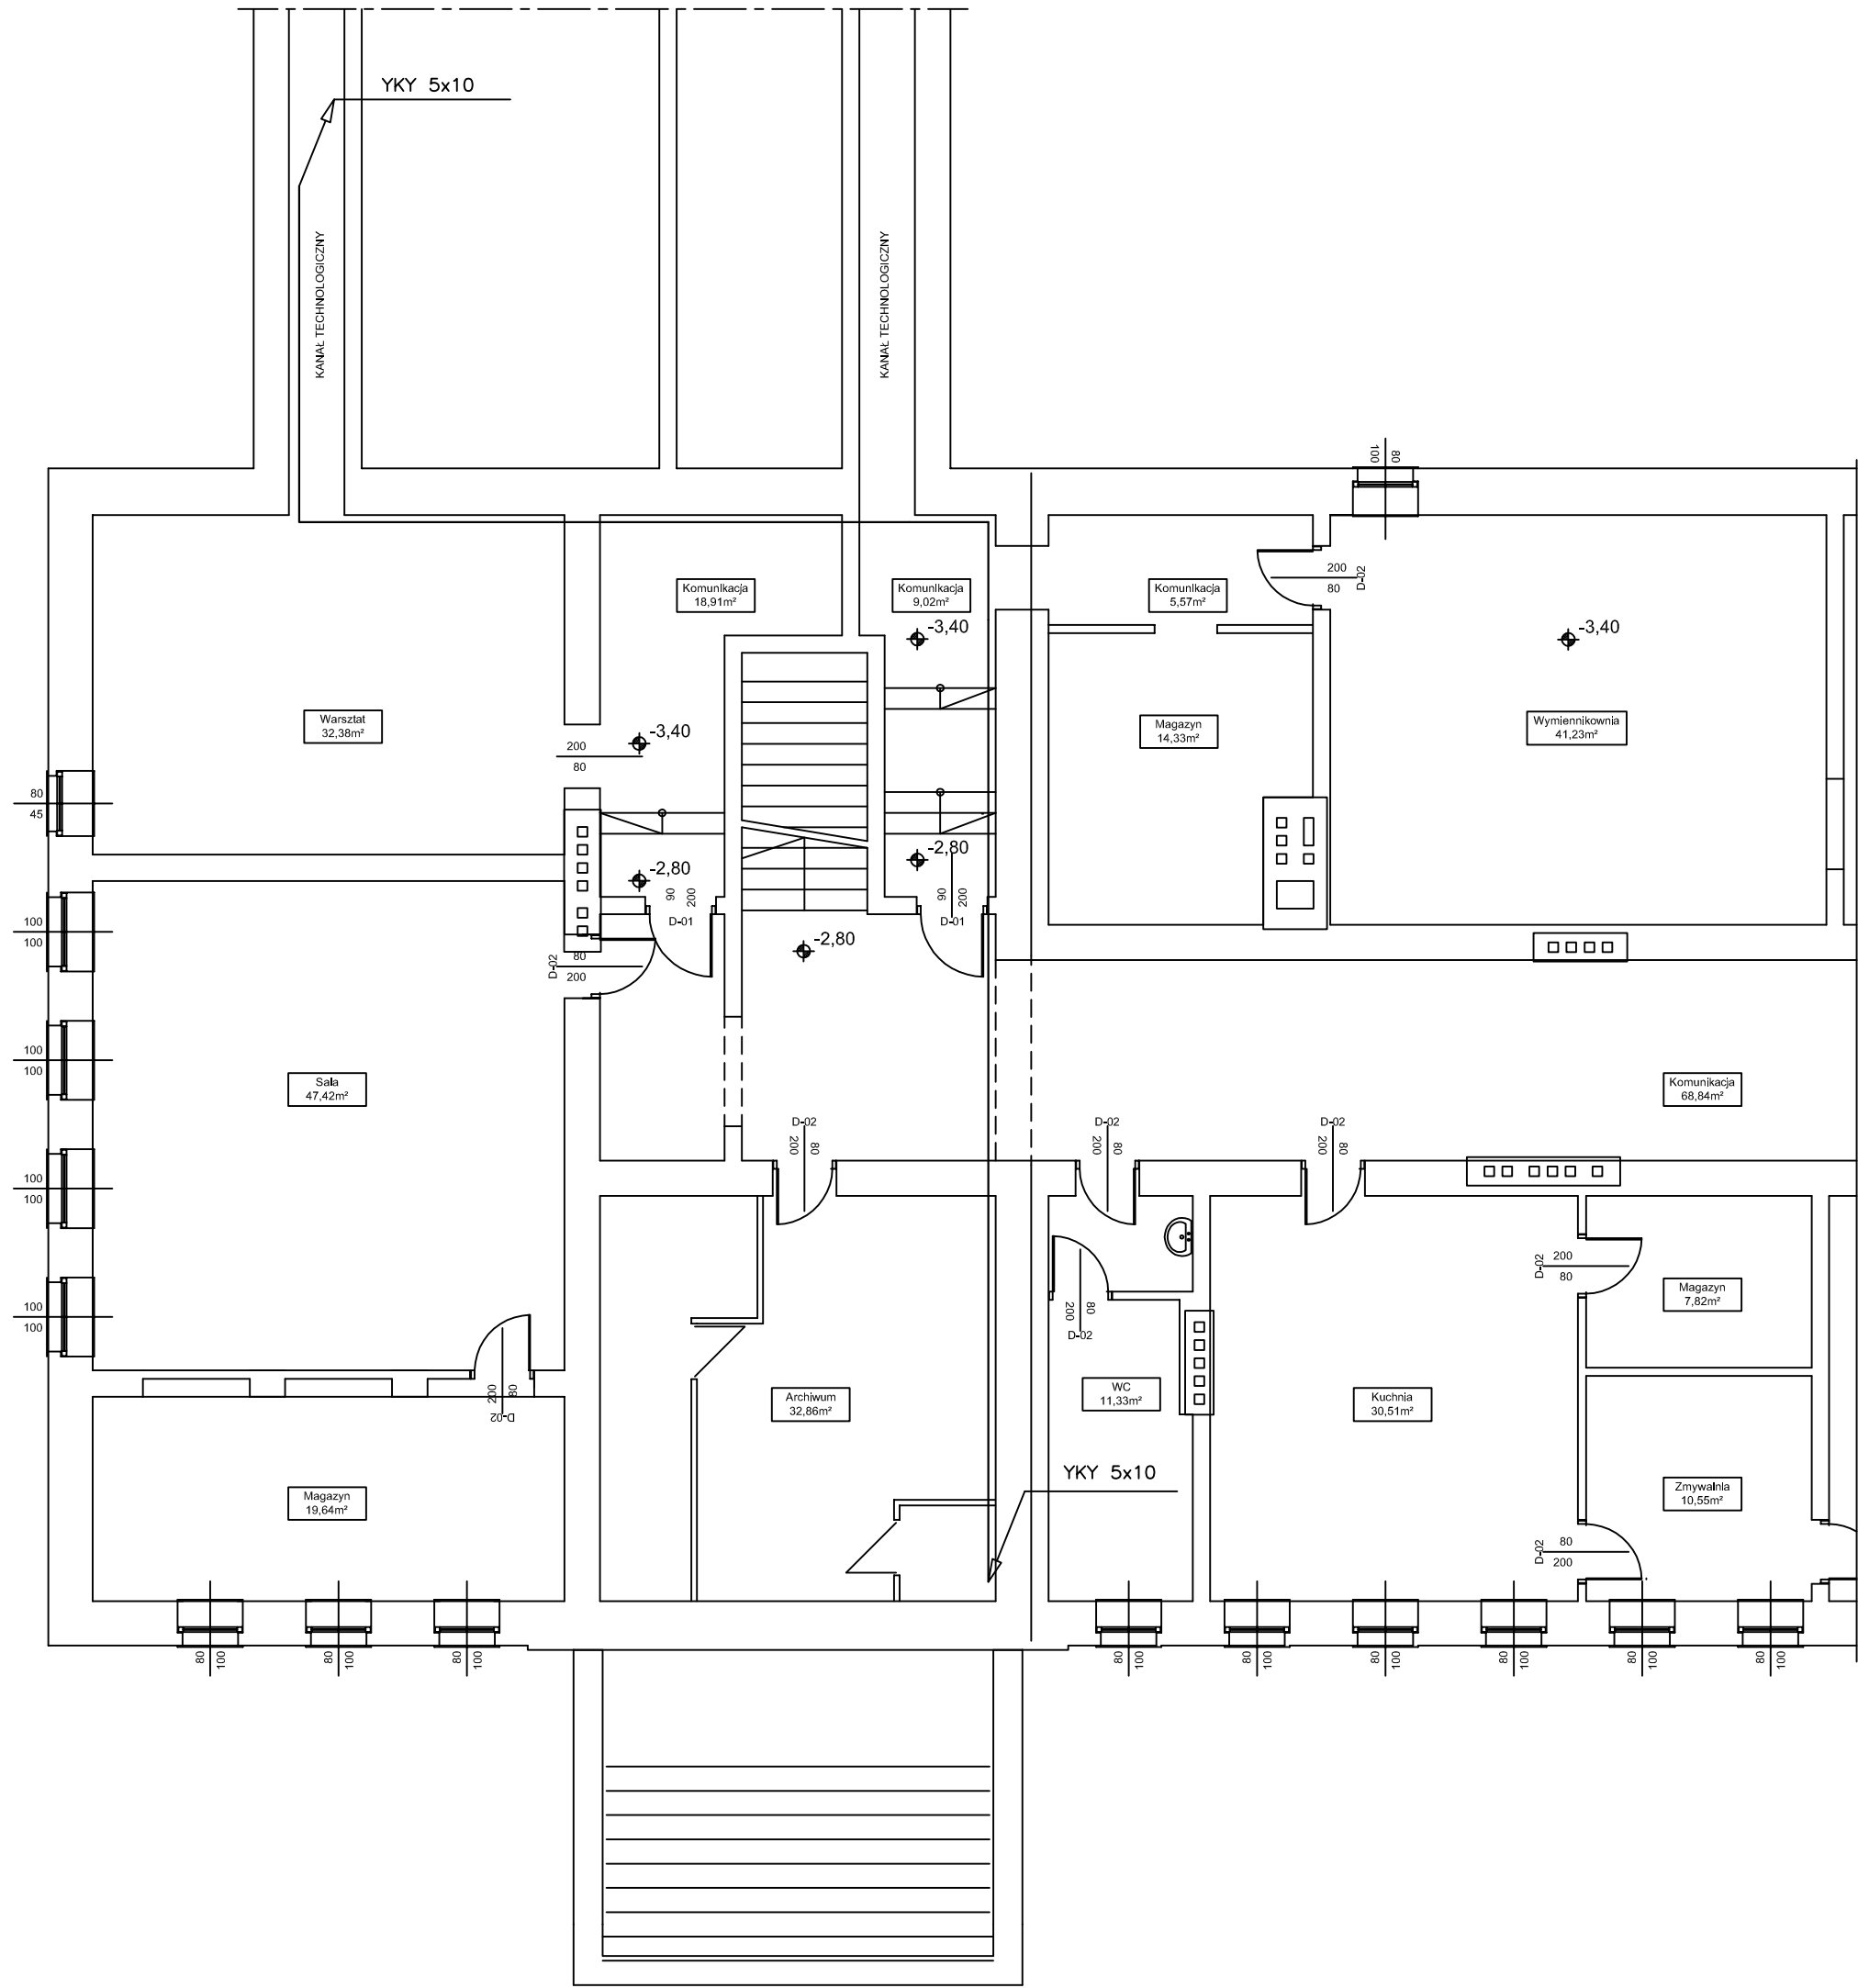 YKY 5x10
KANAŁ TECHNOLOGICZNY
KANAŁ TECHNOLOGICZNY
80
100
Komunikacja
18,91m²
Komunikacja
9,02m²
-3,40
Komunikacja
5,57m²
200
80
D-02
-3,40
Warsztat
32,38m²
200
80
-3,40
Magazyn
14,33m²
Wymiennikownia
41,23m²
80
45
-2,80
90
200
D-01
-2,80
90
200
D-01
-2,80
100
100
D-02
80
200
100
100
Sala
47,42m²
Komunikacja
68,84m²
D-02
200
80
D-02
200
80
D-02
200
80
100
100
100
100
200
80
D-02
200
80
D-02
D-02
200
80
Magazyn
7,82m²
Archiwum
32,86m²
WC
11,33m²
Kuchnia
30,51m²
YKY 5x10
Magazyn
19,64m²
Zmywalnia
10,55m²
D-02
80
200
80
100
80
100
80
100
80
100
80
100
80
100
80
100
80
100
80
100